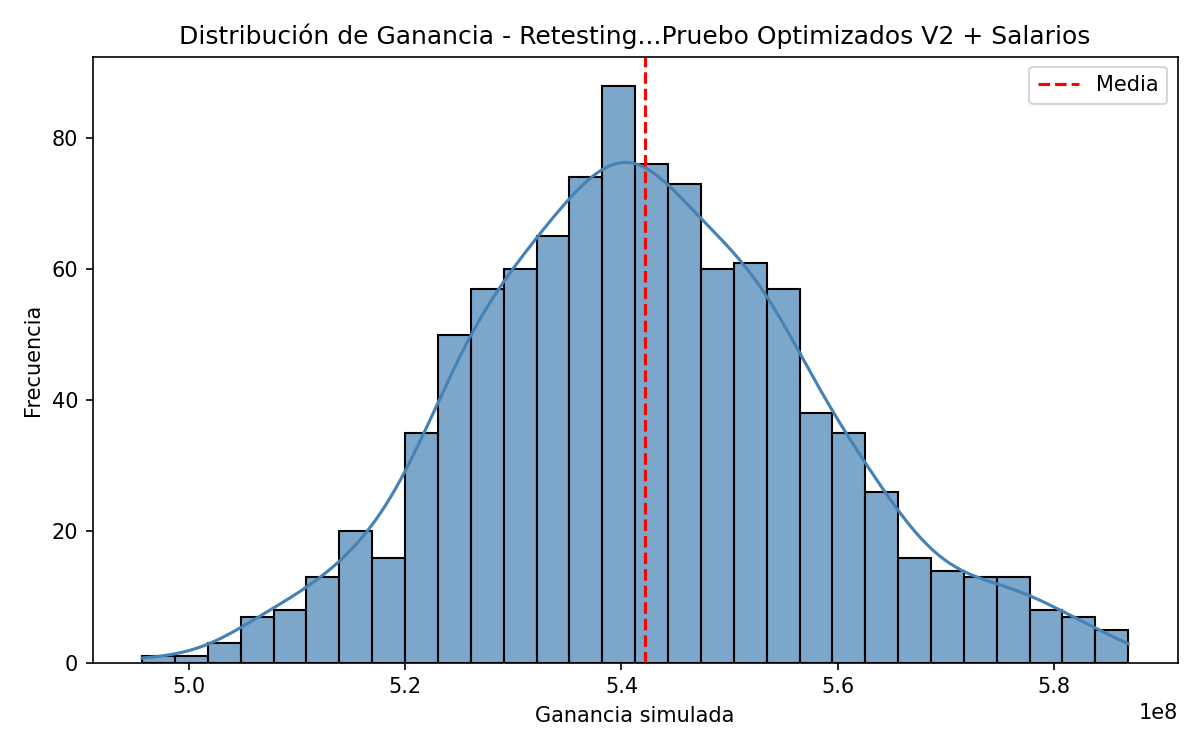 Distribución de Ganancia - Retesting...Pruebo Optimizados V2 + Salarios
Media
Frecuencia
80
60
40
20
0
5.0 5.2 5.4 5.6 5.8
1e8
Ganancia simulada